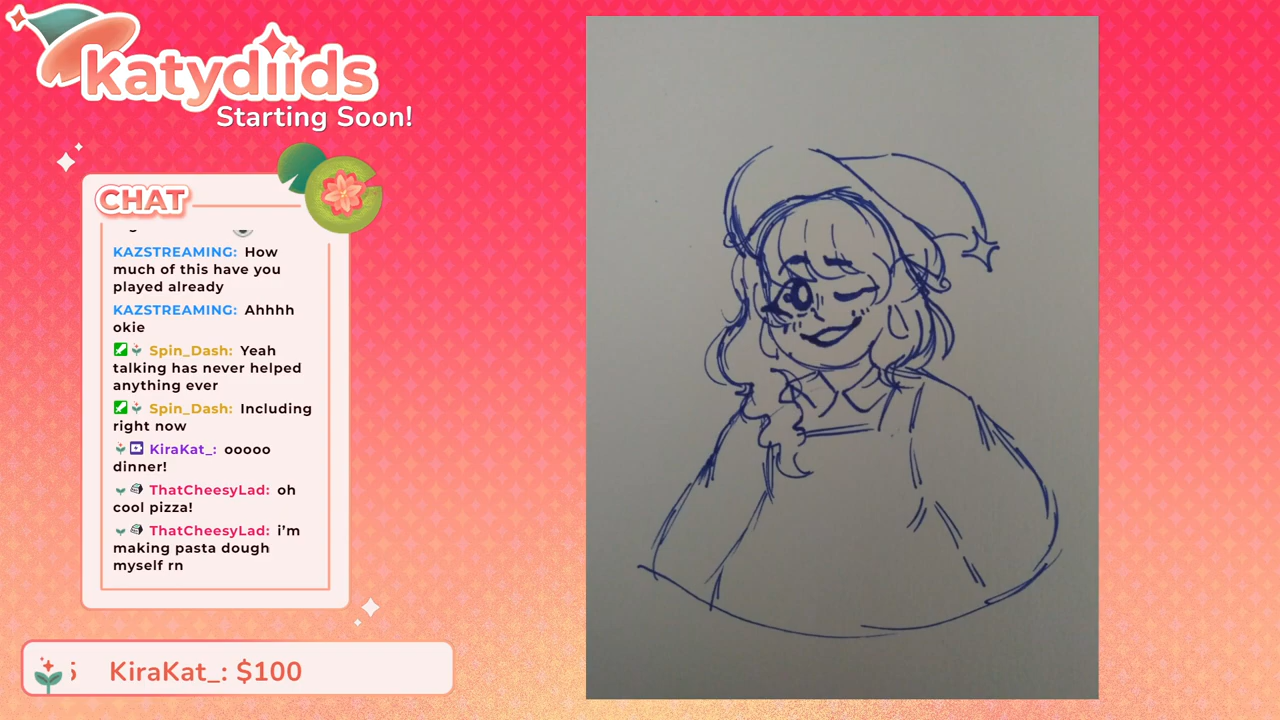 Katydiids
Starting Soon!
CHAT
KAZSTREAMING: How
much of this have you
played already
KAZSTREAMING: Ahhhh
okie
Spin_Dash: Yeah
talking has never helped
anything ever
Spin_Dash: Including
right now
KiraKat_: ooooo
dinner!
ThatCheesyLad: oh
cool pizza!
ThatCheesyLad: i'm
making pasta dough
myself rn
KiraKat_: $100